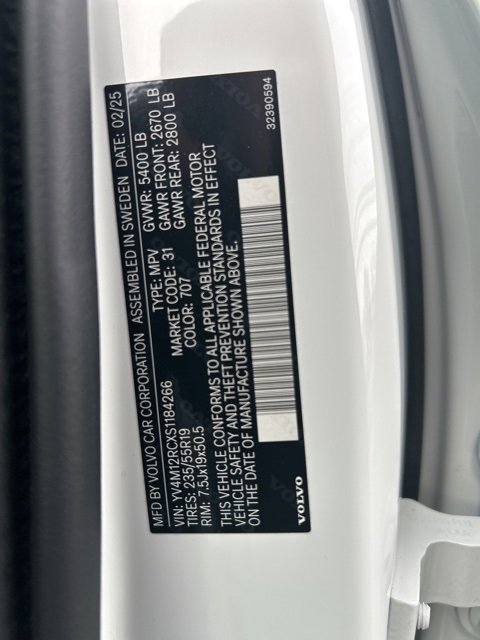 MFD BY VOLVO CAR CORPORATION ASSEMBLED IN SWEDEN DATE: 02/25
VIN: YV4M12RCXS1184266 TYPE: MPV GVWR: 5400 LB
TIRES: 235/55R19 MARKET CODE: 31 GAWR FRONT: 2670 LB
RIM: 7.5Jx19x50.5 COLOR: 707 GAWR REAR: 2800 LB
THIS VEHICLE CONFORMS TO ALL APPLICABLE FEDERAL MOTOR
VEHICLE SAFETY AND THEFT PREVENTION STANDARDS IN EFFECT
ON THE DATE OF MANUFACTURE SHOWN ABOVE.
VOLVO 32390594